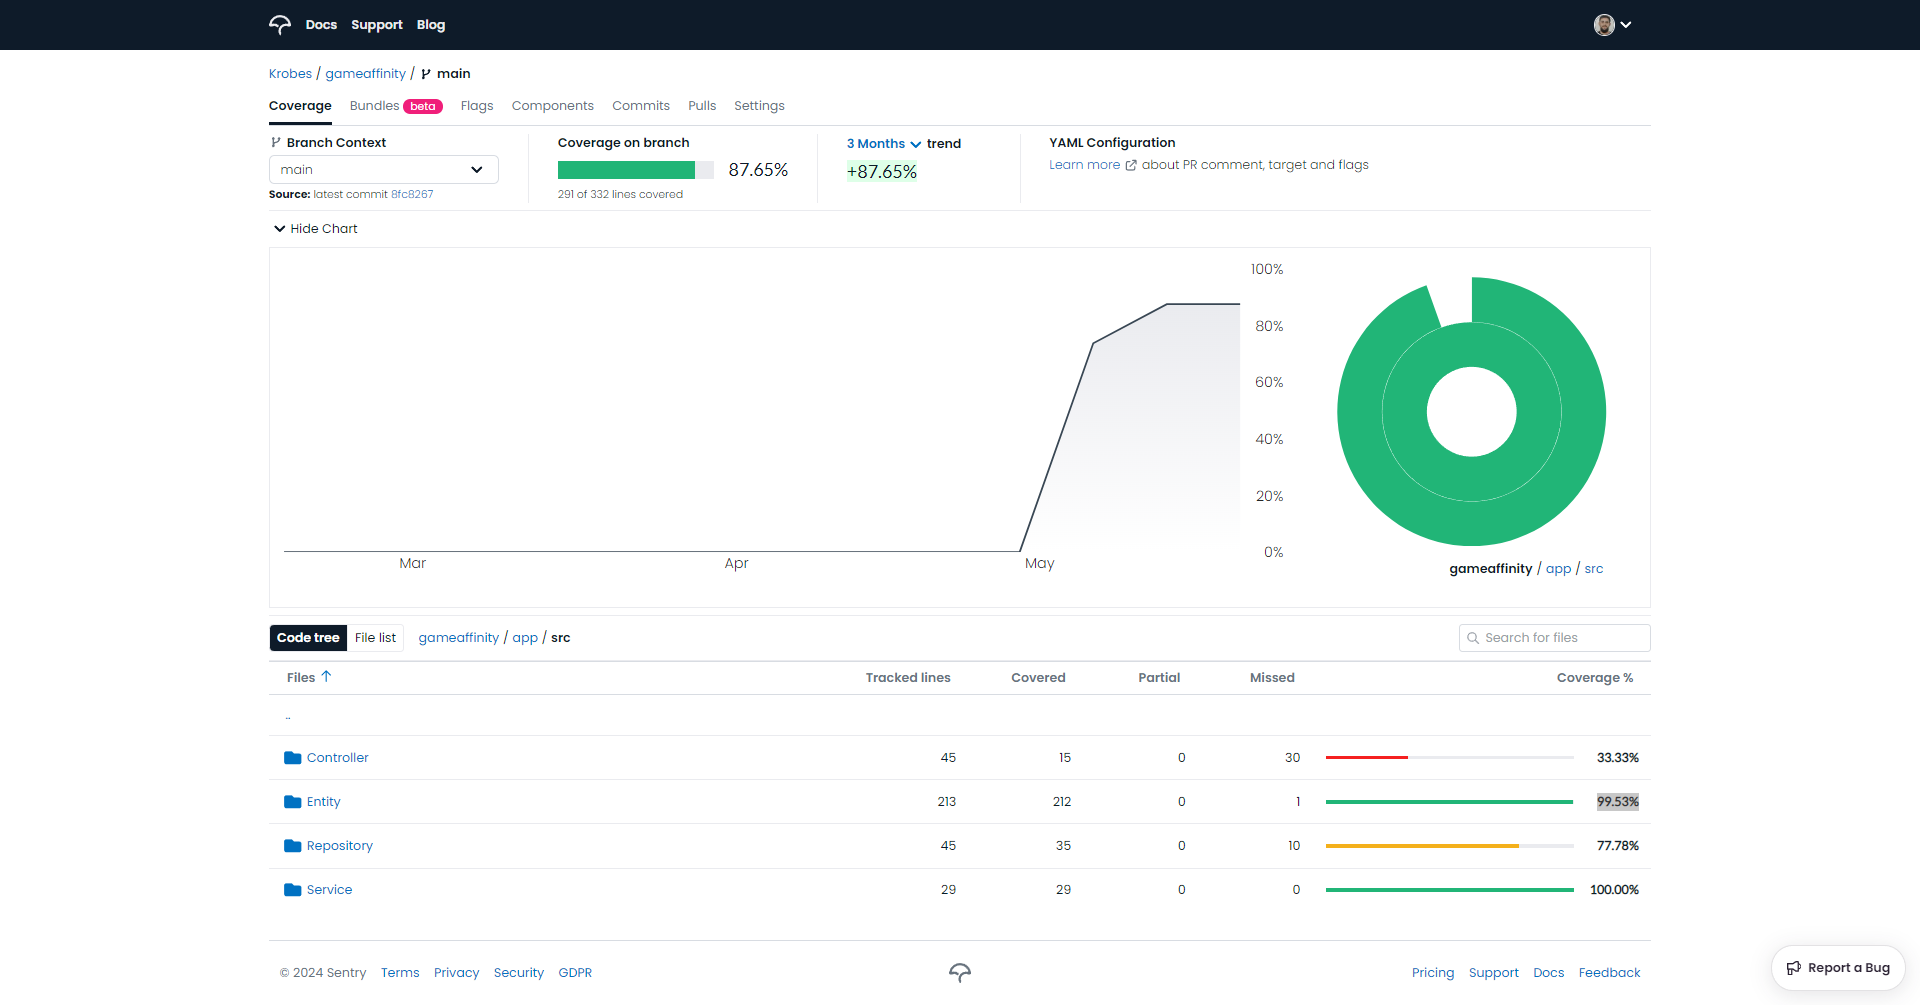 Docs Support Blog
Krobes / gameaffinity / main
Coverage Bundles beta Flags Components Commits Pulls Settings
Branch Context
main
Source: latest commit 8fc8267
Coverage on branch
87.65%
291 of 332 lines covered
3 Months trend
+87.65%
YAML Configuration
Learn more about PR comment, target and flags
Hide Chart
100%
80%
60%
40%
20%
0%
Mar Apr May
gameaffinity / app / src
Code tree File list gameaffinity / app / src Search for files
Files Tracked lines Covered Partial Missed Coverage %
..
Controller 45 15 0 30 33.33%
Entity 213 212 0 1 99.53%
Repository 45 35 0 10 77.78%
Service 29 29 0 0 100.00%
© 2024 Sentry Terms Privacy Security GDPR Pricing Support Docs Feedback
Report a Bug